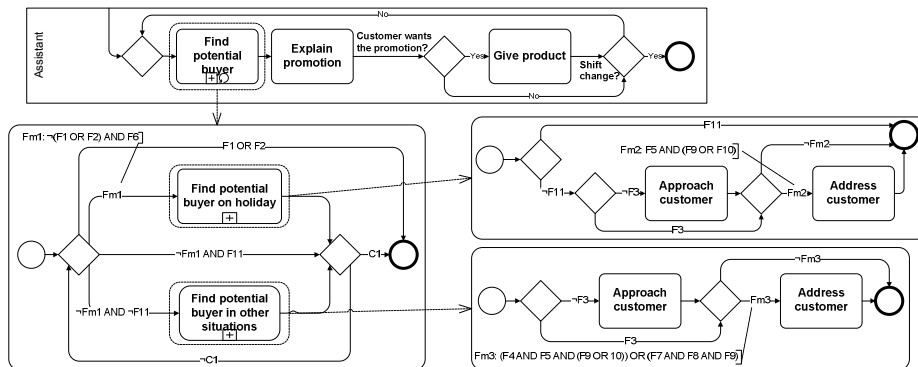 Assistant
No
Find
potential
buyer
Explain
promotion
Customer wants
the promotion?
Yes
Give product
Shift
change?
Yes
No
Fm1: ¬(F1 OR F2) AND F6
F1 OR F2
Fm1
Find potential
buyer on holiday
¬Fm1 AND F11
C1
¬Fm1 AND ¬F11
Find potential
buyer in other
situations
¬C1
F11
Fm2: F5 AND (F9 OR F10)
¬Fm2
¬F11
¬F3
Approach
customer
Fm2
Address
customer
F3
¬Fm3
¬F3
Approach
customer
Fm3
Address
customer
F3
Fm3: (F4 AND F5 AND (F9 OR 10)) OR (F7 AND F8 AND F9)